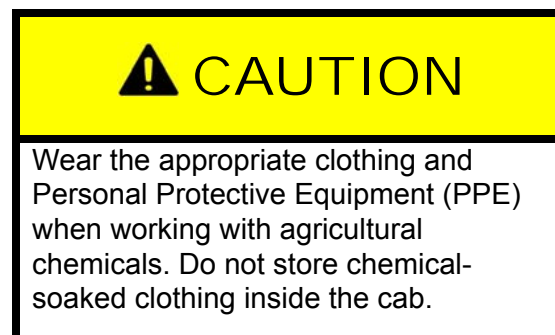 CAUTION
Wear the appropriate clothing and
Personal Protective Equipment (PPE)
when working with agricultural
chemicals. Do not store chemical-
soaked clothing inside the cab.